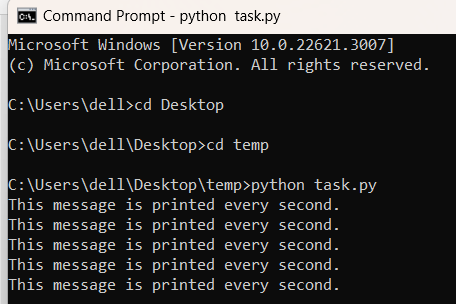 Command Prompt - python  task.py
Microsoft Windows [Version 10.0.22621.3007]
(c) Microsoft Corporation. All rights reserved.
C:\Users\dell>cd Desktop
C:\Users\dell\Desktop>cd temp
C:\Users\dell\Desktop\temp>python task.py
This message is printed every second.
This message is printed every second.
This message is printed every second.
This message is printed every second.
This message is printed every second.